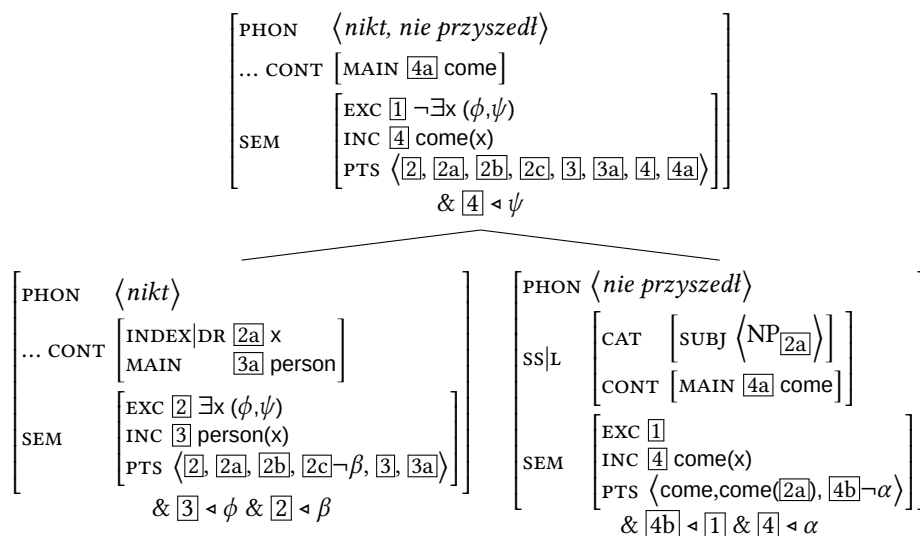 PHON ⟨nikt, nie przyszedł⟩
… CONT [MAIN 4a come]
EXC 1 ¬∃x (ϕ,ψ)
SEM INC 4 come(x)
PTS ⟨2, 2a, 2b, 2c, 3, 3a, 4, 4a⟩
& 4 ◂ ψ
PHON ⟨nikt⟩
… CONT INDEX|DR 2a x
MAIN 3a person
EXC 2 ∃x (ϕ,ψ)
SEM INC 3 person(x)
PTS ⟨2, 2a, 2b, 2c¬β, 3, 3a⟩
& 3 ◂ ϕ & 2 ◂ β
PHON ⟨nie przyszedł⟩
SS|L CAT [SUBJ ⟨NP2a⟩]
CONT [MAIN 4a come]
EXC 1
SEM INC 4 come(x)
PTS ⟨come,come(2a), 4b¬α⟩
& 4b ◂ 1 & 4 ◂ α